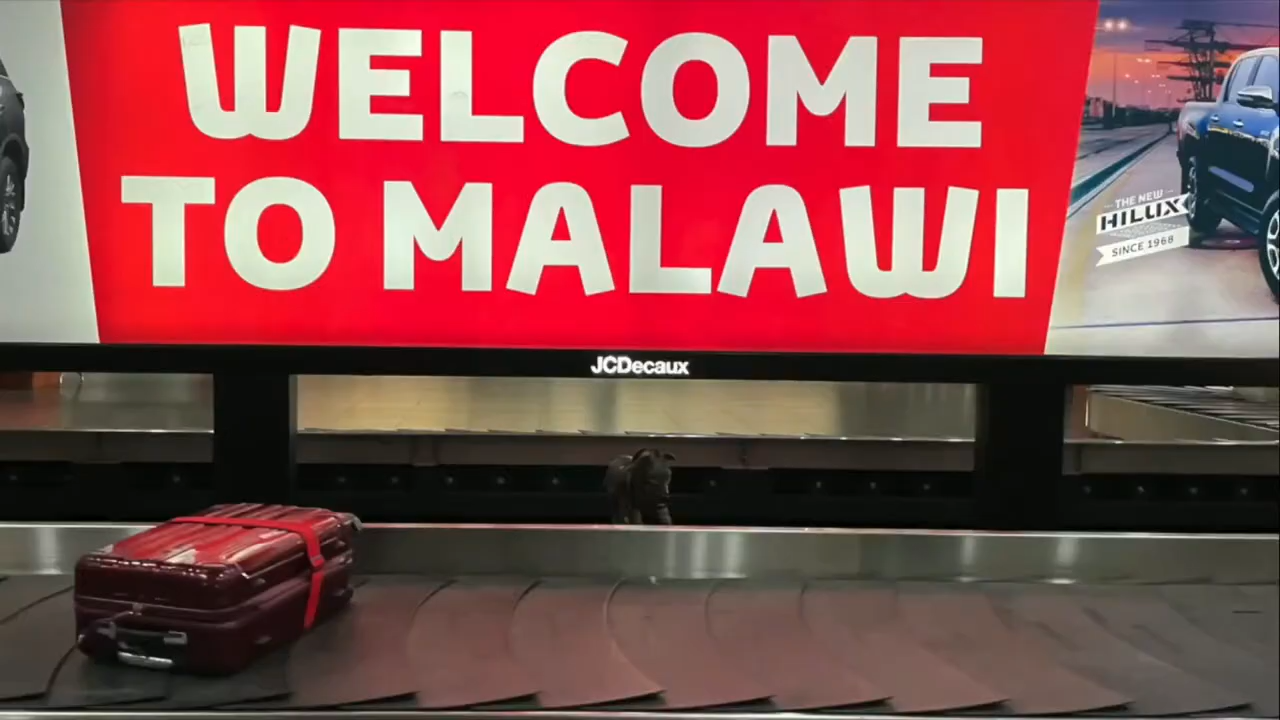 WELCOME
TO MALAWI
THE NEW
HILUX
SINCE 1968
JCDecaux